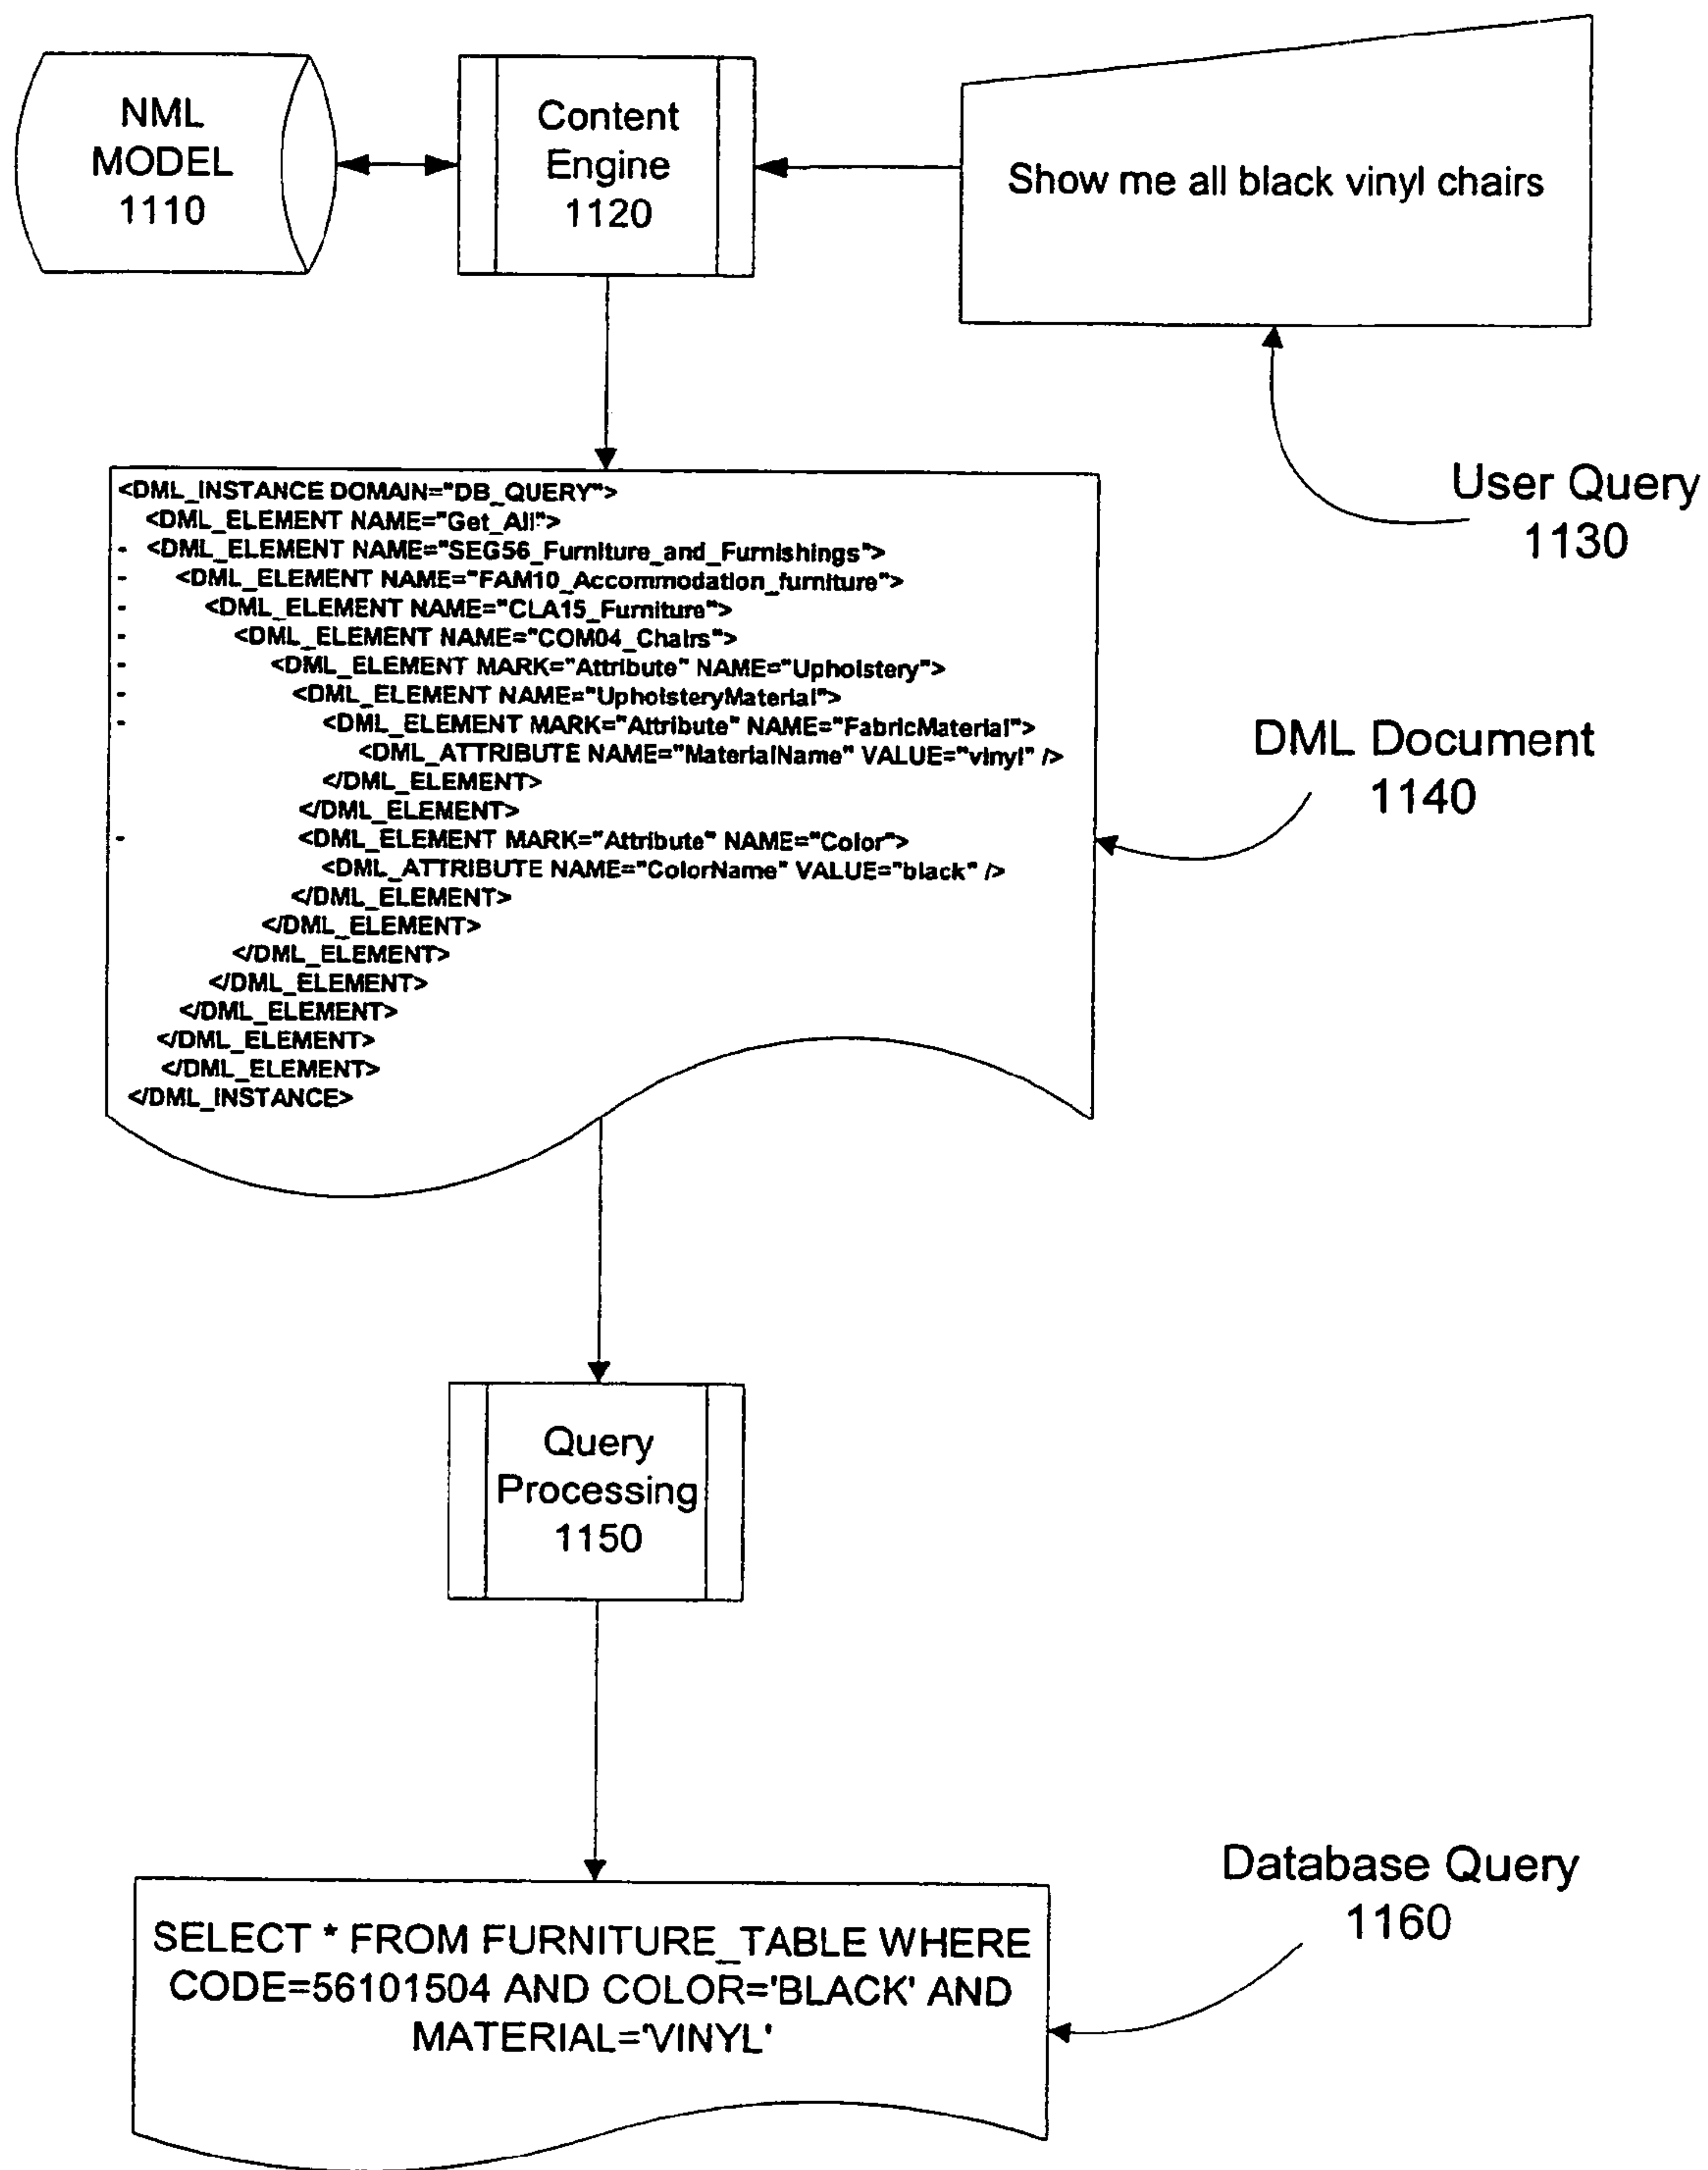 NML
MODEL
1110
Content
Engine
1120
Show me all black vinyl chairs
User Query
1130
<DML_INSTANCE DOMAIN="DB_QUERY">
<DML_ELEMENT NAME="Get_All">
- <DML_ELEMENT NAME="SEG56_Furniture_and_Furnishings">
- <DML_ELEMENT NAME="FAM10_Accommodation_furniture">
- <DML_ELEMENT NAME="CLA15_Furniture">
- <DML_ELEMENT NAME="COM04_Chairs">
- <DML_ELEMENT MARK="Attribute" NAME="Upholstery">
- <DML_ELEMENT NAME="UpholsteryMaterial">
- <DML_ELEMENT MARK="Attribute" NAME="FabricMaterial">
<DML_ATTRIBUTE NAME="MaterialName" VALUE="vinyl" />
</DML_ELEMENT>
</DML_ELEMENT>
- <DML_ELEMENT MARK="Attribute" NAME="Color">
<DML_ATTRIBUTE NAME="ColorName" VALUE="black" />
</DML_ELEMENT>
</DML_ELEMENT>
</DML_ELEMENT>
</DML_ELEMENT>
</DML_ELEMENT>
</DML_ELEMENT>
</DML_ELEMENT>
</DML_INSTANCE>
DML Document
1140
Query
Processing
1150
Database Query
1160
SELECT * FROM FURNITURE_TABLE WHERE
CODE=56101504 AND COLOR='BLACK' AND
MATERIAL='VINYL'